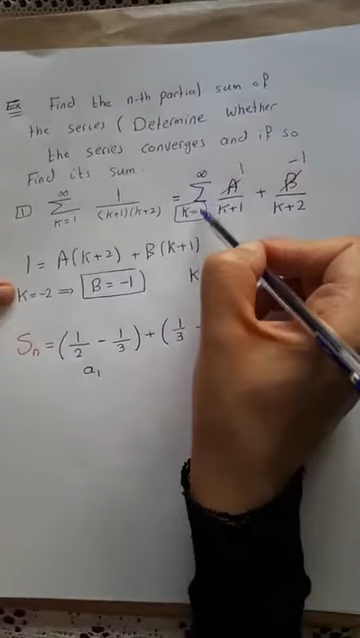 Ex Find the n-th partial sum of
the series (Determine whether
the series converges and if so
Find its sum.
1 ∞ Σ K=1 1/((K+1)(K+2)) = ∞ Σ K=1 A 1/(K+1) + B -1/(K+2)
1 = A(K+2) + B(K+1)
K=-2 ⇒ B = -1 K
Sn = (1/2 - 1/3) + (1/3 -
a1